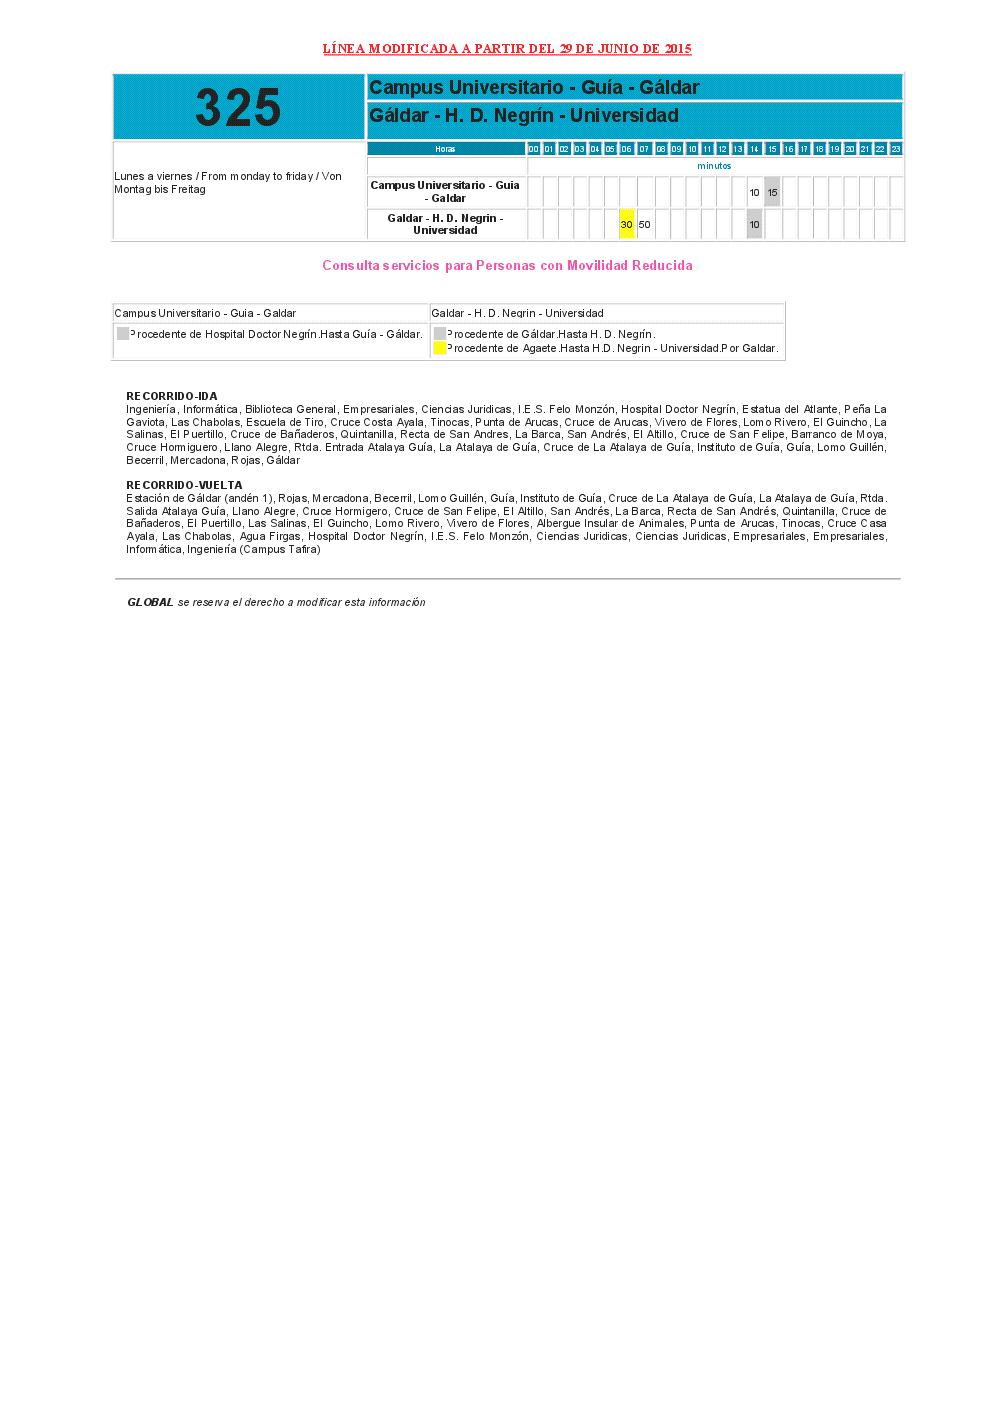 LÍNEA MODIFICADA A PARTIR DEL 29 DE JUNIO DE 2015
325
Campus Universitario - Guía - Gáldar
Gáldar - H. D. Negrín - Universidad
Lunes a viernes / From monday to friday / Von
Montag bis Freitag
Horas 00 01 02 03 04 05 06 07 08 09 10 11 12 13 14 15 16 17 18 19 20 21 22 23
minutos
Campus Universitario - Guia
- Galdar
10 15
Galdar - H. D. Negrin -
Universidad
30 50 10
Consulta servicios para Personas con Movilidad Reducida
Campus Universitario - Guia - Galdar
Procedente de Hospital Doctor Negrín.Hasta Guía - Gáldar.
Galdar - H. D. Negrin - Universidad
Procedente de Gáldar.Hasta H. D. Negrín.
Procedente de Agaete.Hasta H.D. Negrin - Universidad.Por Galdar.
RECORRIDO-IDA
Ingeniería, Informática, Biblioteca General, Empresariales, Ciencias Juridicas, I.E.S. Felo Monzón, Hospital Doctor Negrín, Estatua del Atlante, Peña La
Gaviota, Las Chabolas, Escuela de Tiro, Cruce Costa Ayala, Tinocas, Punta de Arucas, Cruce de Arucas, Vivero de Flores, Lomo Rivero, El Guincho, La
Salinas, El Puertillo, Cruce de Bañaderos, Quintanilla, Recta de San Andres, La Barca, San Andrés, El Altillo, Cruce de San Felipe, Barranco de Moya,
Cruce Hormiguero, Llano Alegre, Rtda. Entrada Atalaya Guía, La Atalaya de Guía, Cruce de La Atalaya de Guía, Instituto de Guía, Guía, Lomo Guillén,
Becerril, Mercadona, Rojas, Gáldar
RECORRIDO-VUELTA
Estación de Gáldar (andén 1), Rojas, Mercadona, Becerril, Lomo Guillén, Guía, Instituto de Guía, Cruce de La Atalaya de Guía, La Atalaya de Guía, Rtda.
Salida Atalaya Guía, Llano Alegre, Cruce Hormigero, Cruce de San Felipe, El Altillo, San Andrés, La Barca, Recta de San Andrés, Quintanilla, Cruce de
Bañaderos, El Puertillo, Las Salinas, El Guincho, Lomo Rivero, Vivero de Flores, Albergue Insular de Animales, Punta de Arucas, Tinocas, Cruce Casa
Ayala, Las Chabolas, Agua Firgas, Hospital Doctor Negrín, I.E.S. Felo Monzón, Ciencias Juridicas, Ciencias Juridicas, Empresariales, Empresariales,
Informática, Ingeniería (Campus Tafira)
GLOBAL se reserva el derecho a modificar esta información